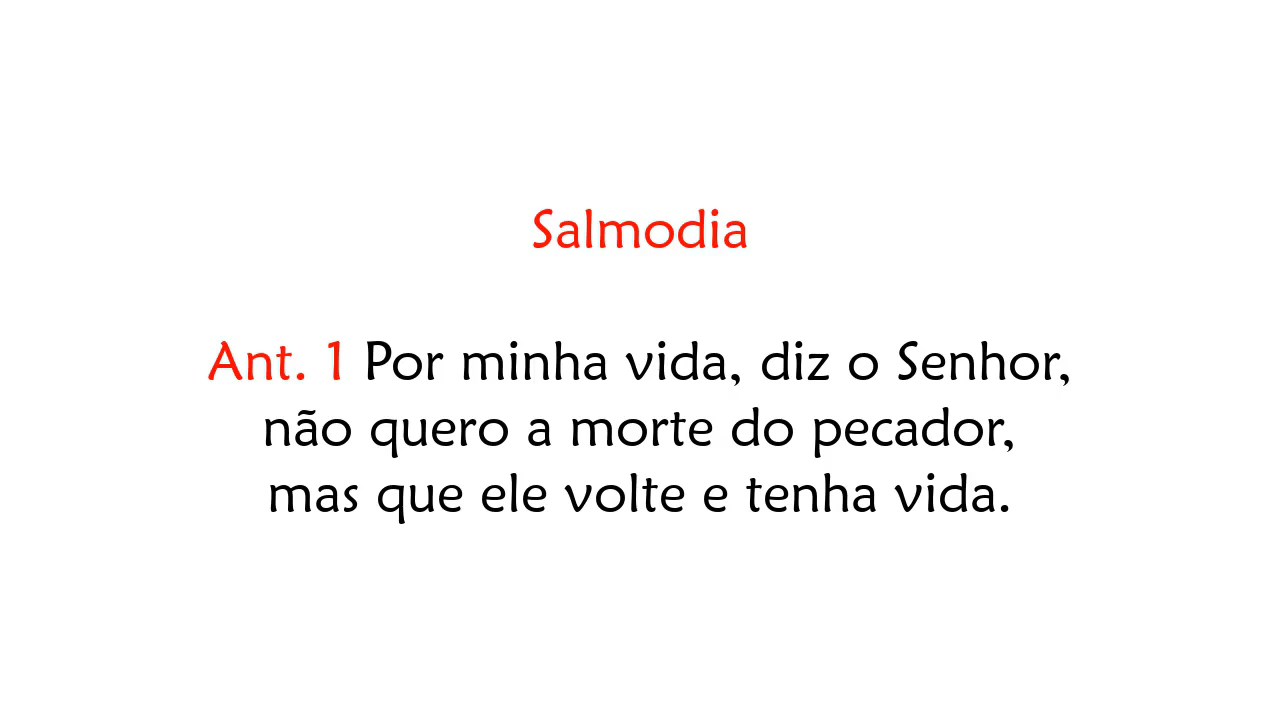 Salmodia
Ant. 1 Por minha vida, diz o Senhor,
não quero a morte do pecador,
mas que ele volte e tenha vida.